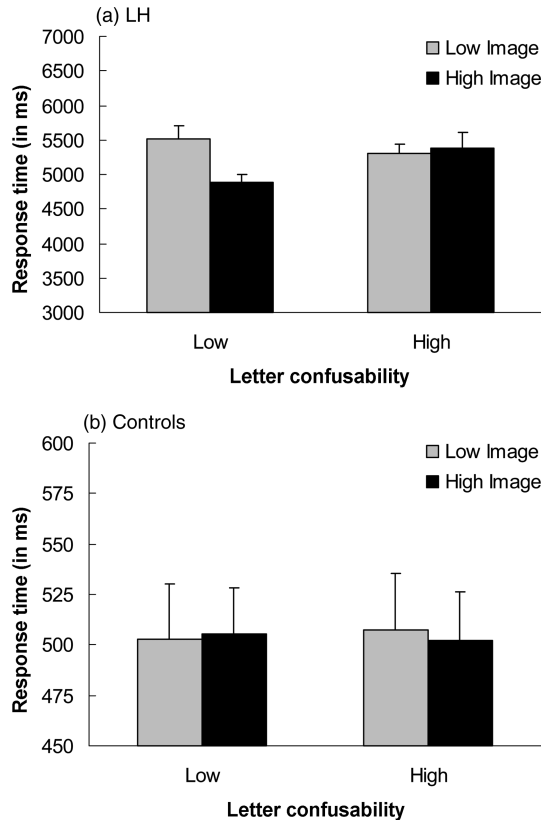 (a) LH
Response time (in ms)
7000
6500
6000
5500
5000
4500
4000
3500
3000
Low Image
High Image
Low High
Letter confusability
(b) Controls
Response time (in ms)
600
575
550
525
500
475
450
Low Image
High Image
Low High
Letter confusability